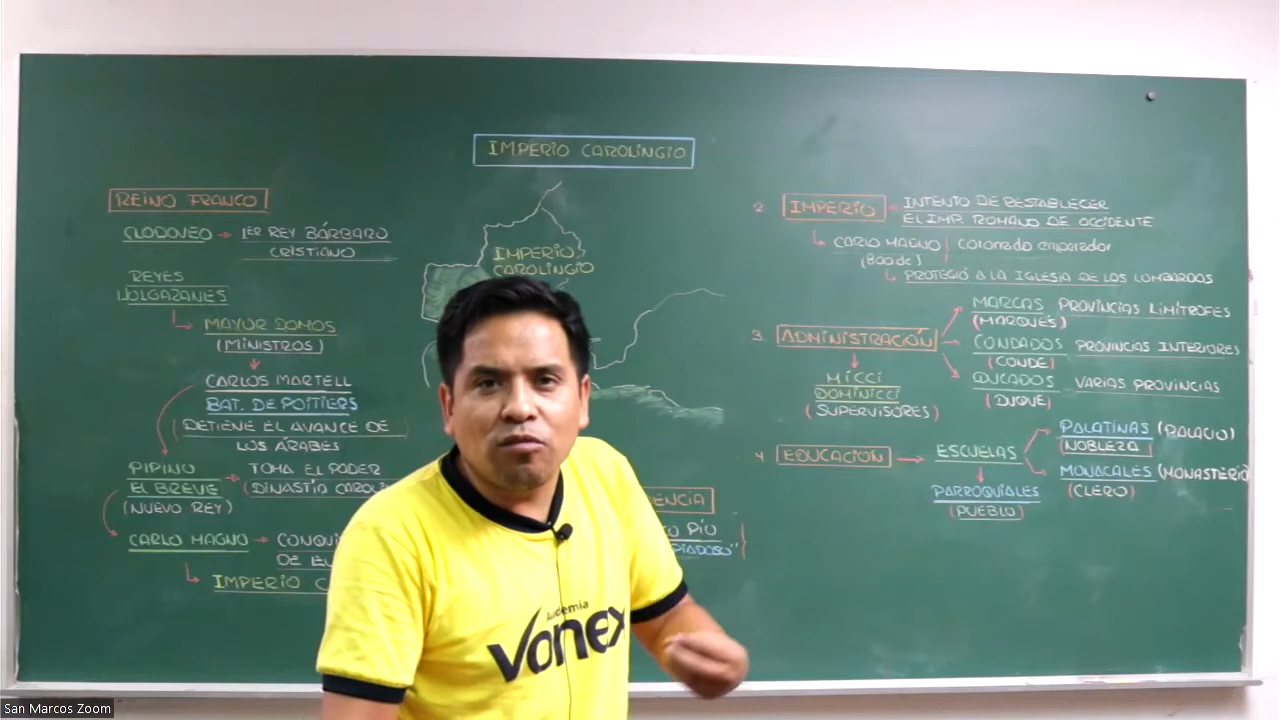 IMPERIO CAROLINGIO
REINO FRANCO
CLODOVEO → 1ER REY BÁRBARO
CRISTIANO
REYES
HOLGAZANES
MAYOR DOMOS
(MINISTROS)
CARLOS MARTELL
BAT. DE POITIERS
(DETIENE EL AVANCE DE
LOS ÁRABES
PIPINO → TOMA EL PODER
EL BREVE (DINASTÍA
(NUEVO REY)
CARLO MAGNO →
IMPERIO
IMPERIO
CAROLINGIO
PÍO
2. IMPERIO INTENTO DE RESTABLECER
EL IMP. ROMANO DE OCCIDENTE
CARLO MAGNO coronado emperador
(800 dc)
PROTEGIÓ A LA IGLESIA DE LOS LOMBARDOS
3. ADMINISTRACIÓN
MARCAS PROVINCIAS LIMÍTROFES
(MARQUÉS)
CONDADOS PROVINCIAS INTERIORES
(CONDE)
DUCADOS VARIAS PROVINCIAS
(DUQUE)
MICCI
DOMINICCI
(SUPERVISORES)
4. EDUCACIÓN → ESCUELAS
PALATINAS (PALACIO)
NOBLEZA
MONACALES (MONASTERIO
(CLERO)
PARROQUIALES
(PUEBLO)
Academia
Vonex
San Marcos Zoom